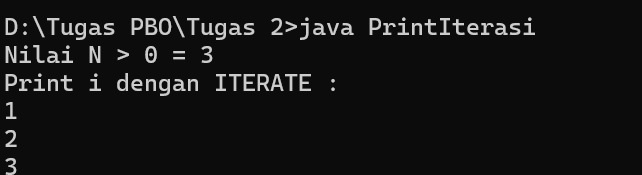 D:\Tugas PBO\Tugas 2>java PrintIterasi
Nilai N > 0 = 3
Print i dengan ITERATE :
1
2
3